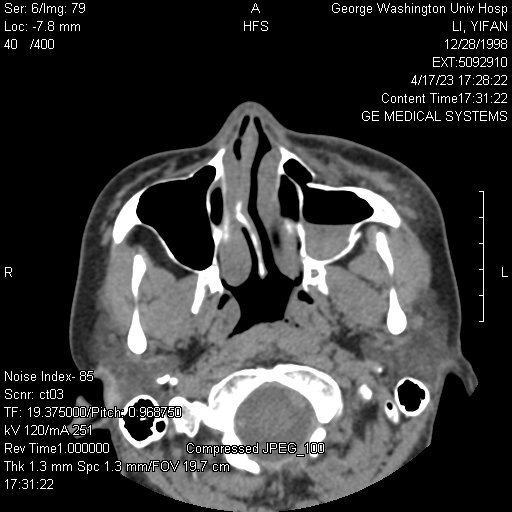 Ser: 6/Img: 79
Loc: -7.8 mm
40 /400
A
HFS
George Washington Univ Hosp
LI, YIFAN
12/28/1998
EXT:5092910
4/17/23 17:28:22
Content Time17:31:22
GE MEDICAL SYSTEMS
R
L
Noise Index- 85
Scnr: ct03
TF: 19.375000/Pitch: 0.968750
kV 120/mA 251
Rev Time1.000000
Compressed JPEG_100
Thk 1.3 mm Spc 1.3 mm/FOV 19.7 cm
17:31:22